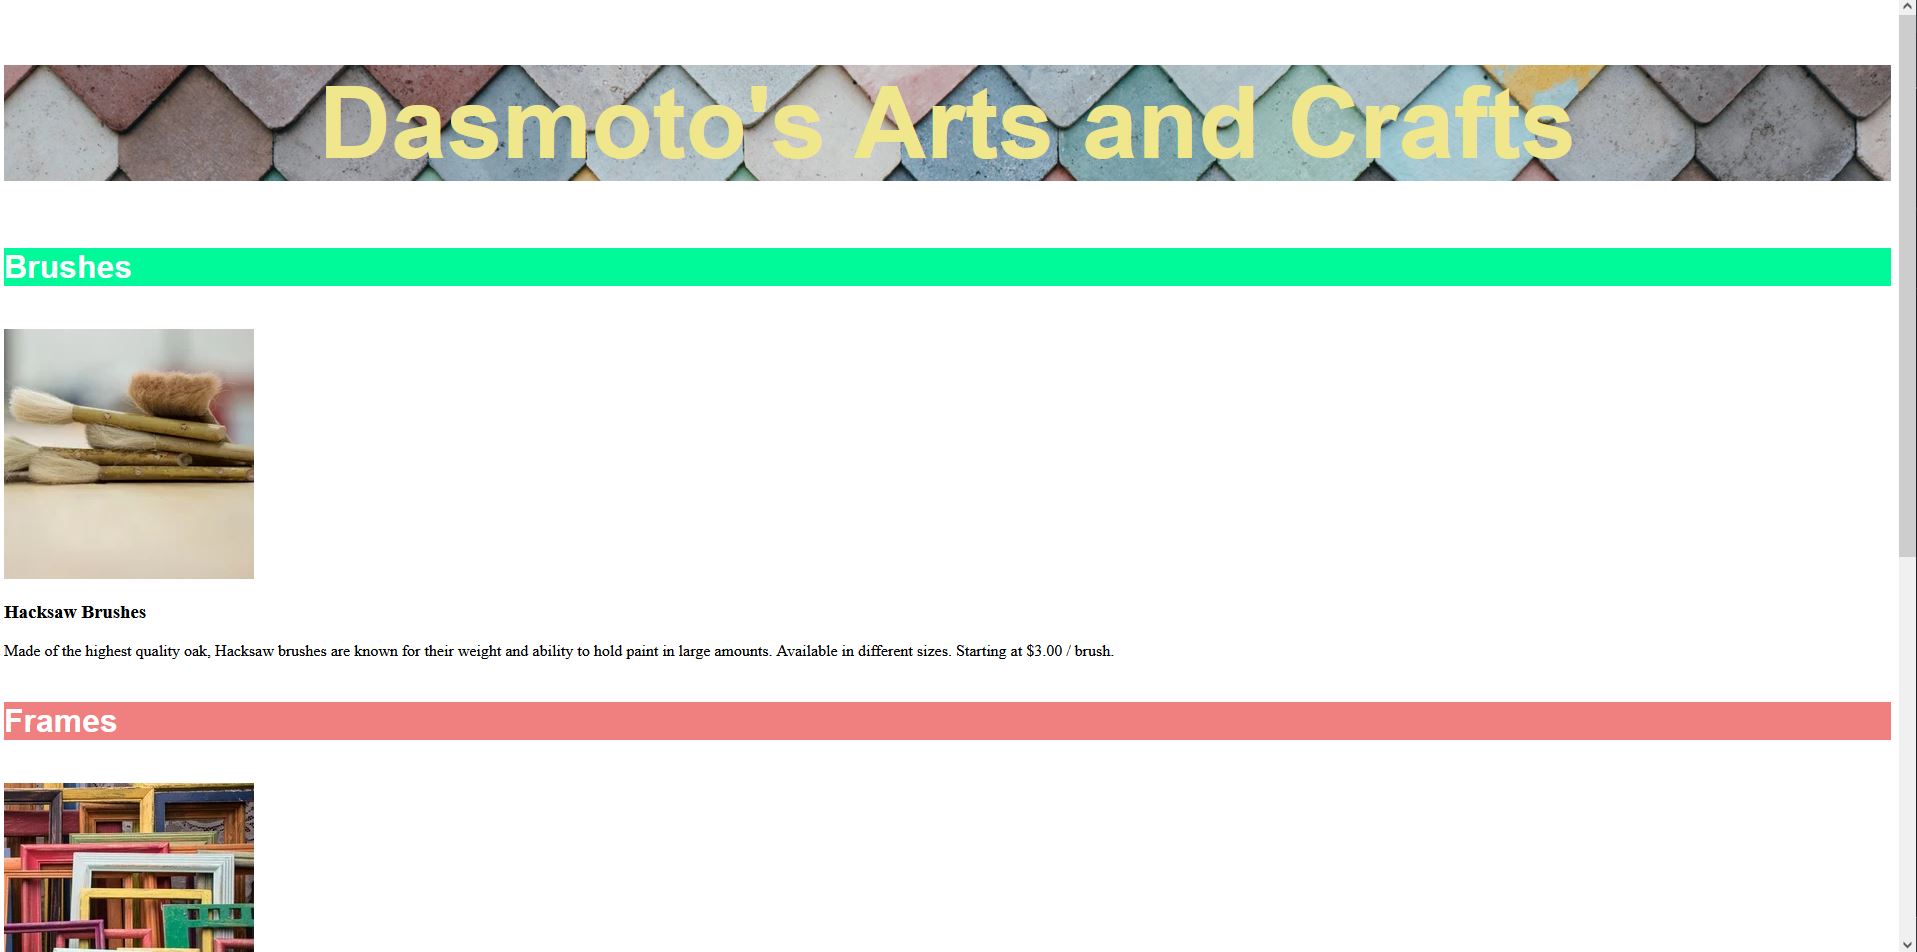 Dasmoto's Arts and Crafts
Brushes
Hacksaw Brushes
Made of the highest quality oak, Hacksaw brushes are known for their weight and ability to hold paint in large amounts. Available in different sizes. Starting at $3.00 / brush.
Frames